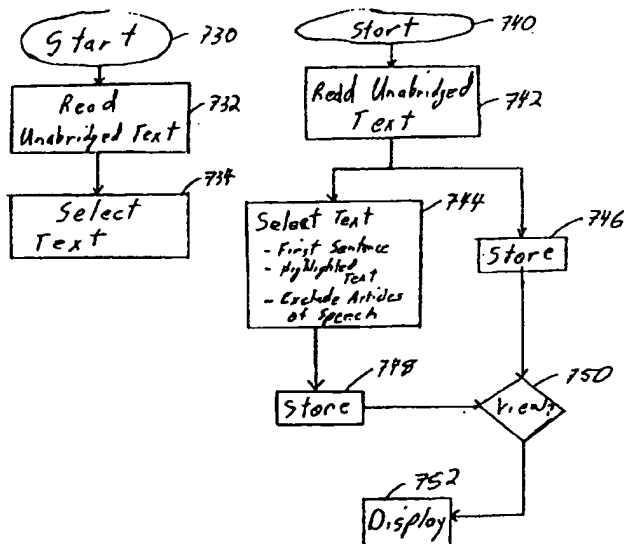 Start
730
Read
Unabridged Text
732
Select
Text
734
Start
740
Read Unabridged
Text
742
Select Text
- First Sentence
- Highlighted
Text
- Exclude Articles
of Speech
744
Store
746
Store
748
View?
750
Display
752